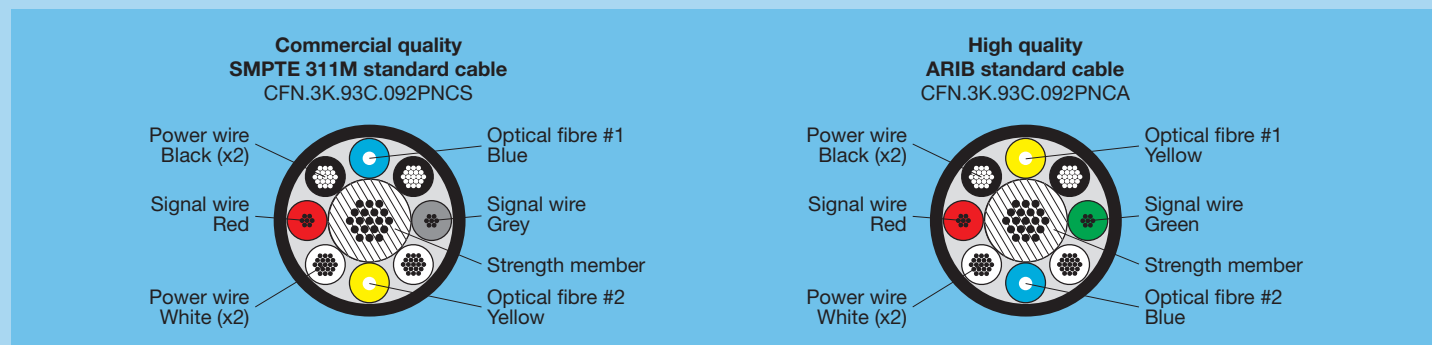 Commercial quality
SMPTE 311M standard cable
CFN.3K.93C.092PNCS
Power wire
Black (x2)
Optical fibre #1
Blue
Signal wire
Red
Signal wire
Grey
Strength member
Power wire
White (x2)
Optical fibre #2
Yellow
High quality
ARIB standard cable
CFN.3K.93C.092PNCA
Power wire
Black (x2)
Optical fibre #1
Yellow
Signal wire
Red
Signal wire
Green
Strength member
Power wire
White (x2)
Optical fibre #2
Blue